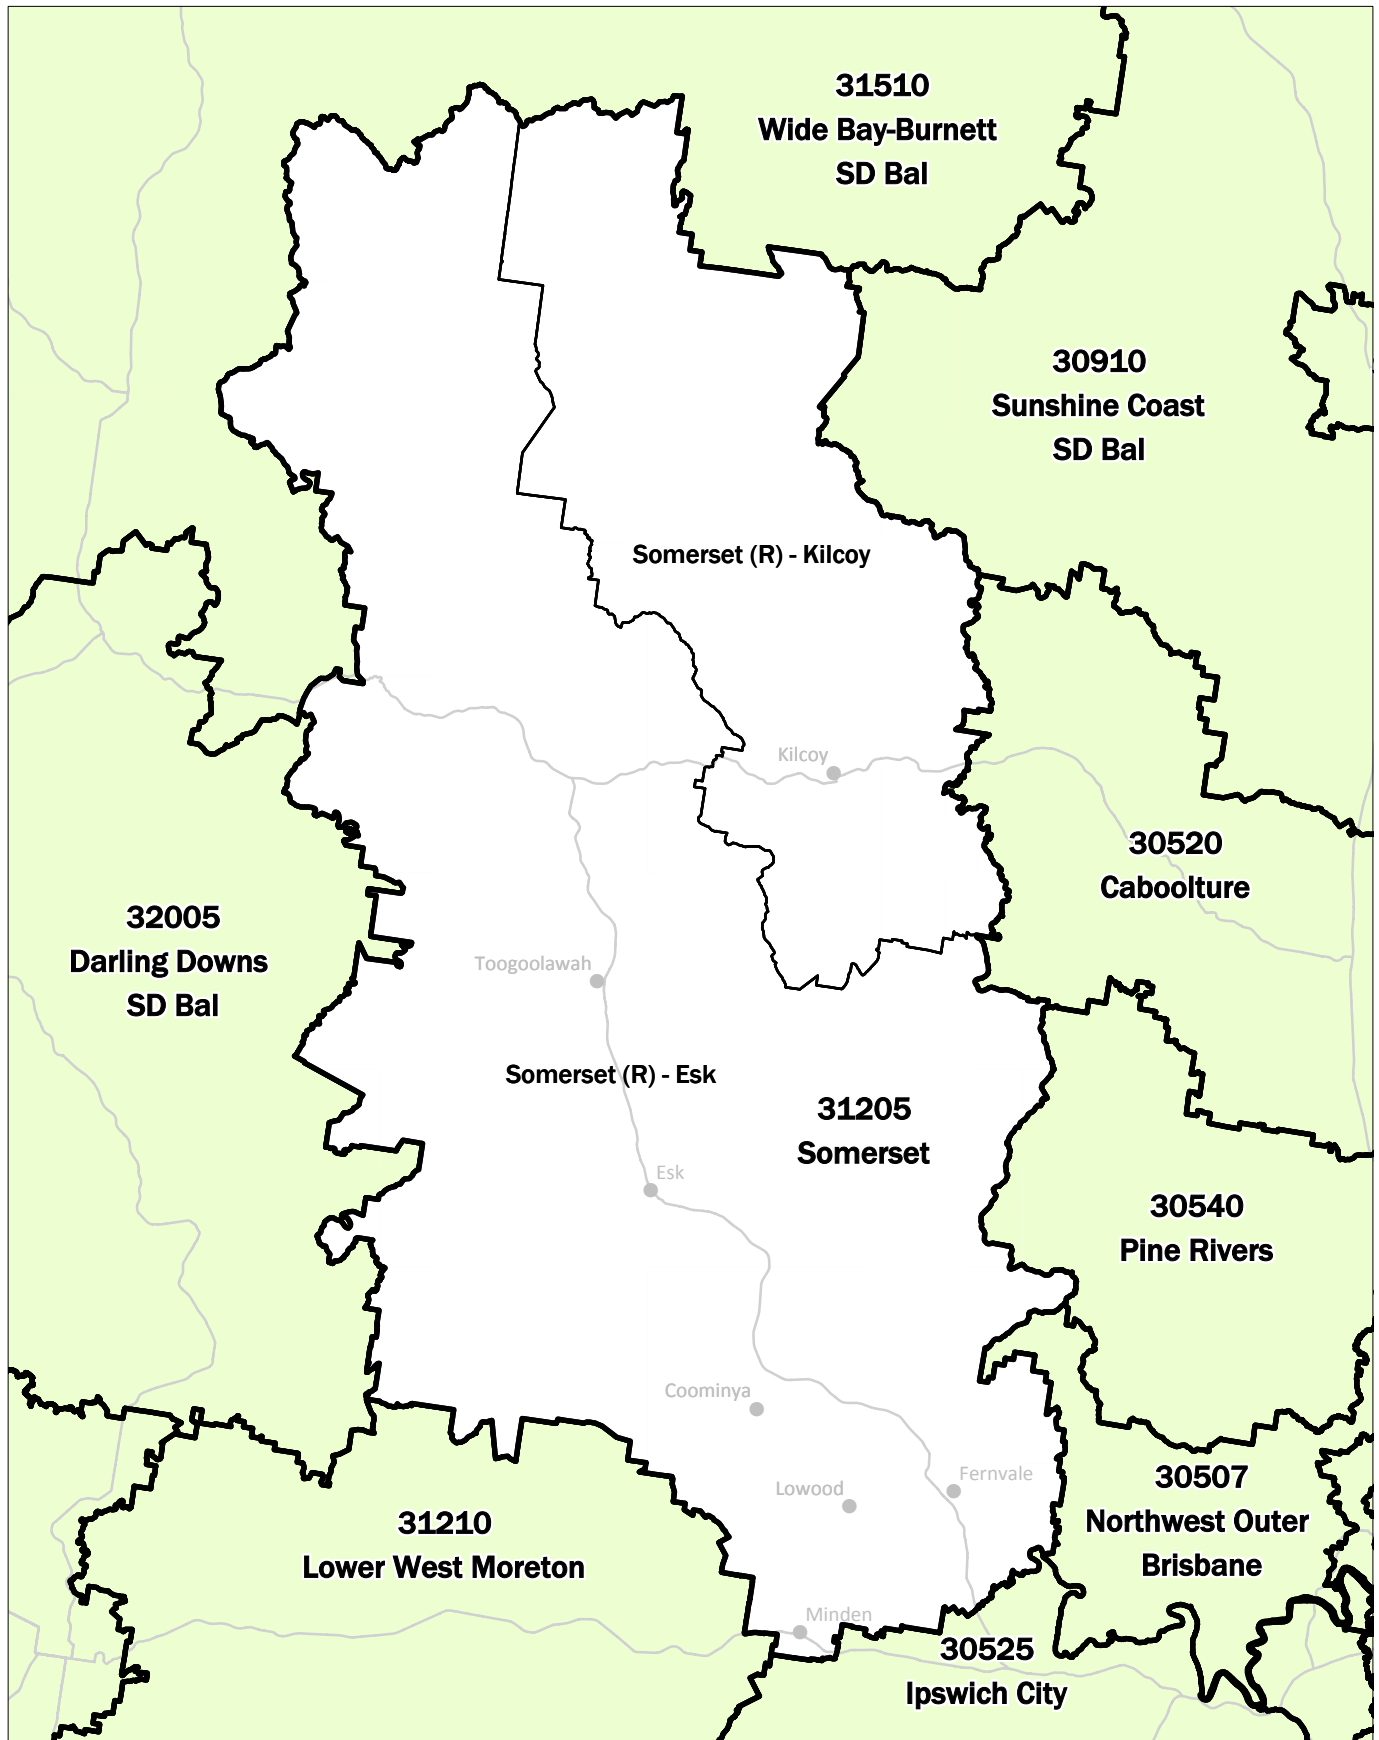 31510
Wide Bay-Burnett
SD Bal
30910
Sunshine Coast
SD Bal
Somerset (R) - Kilcoy
Kilcoy
30520
Caboolture
32005
Darling Downs
SD Bal
Toogoolawah
Somerset (R) - Esk
31205
Somerset
Esk
30540
Pine Rivers
Coominya
Lowood
Fernvale
30507
Northwest Outer
Brisbane
31210
Lower West Moreton
Minden
30525
Ipswich City